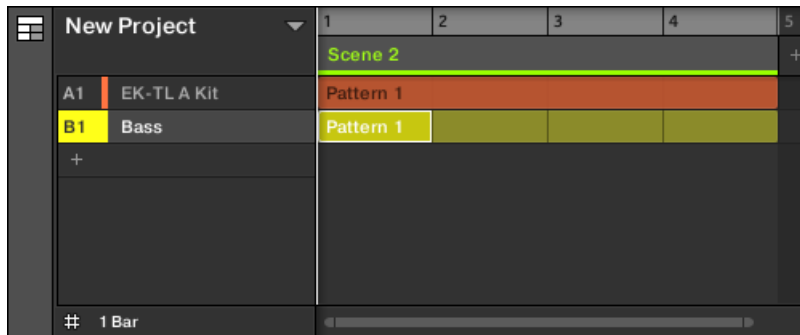 New Project
1 2 3 4 5
Scene 2 +
A1 EK-TL A Kit Pattern 1
B1 Bass Pattern 1
+
1 Bar